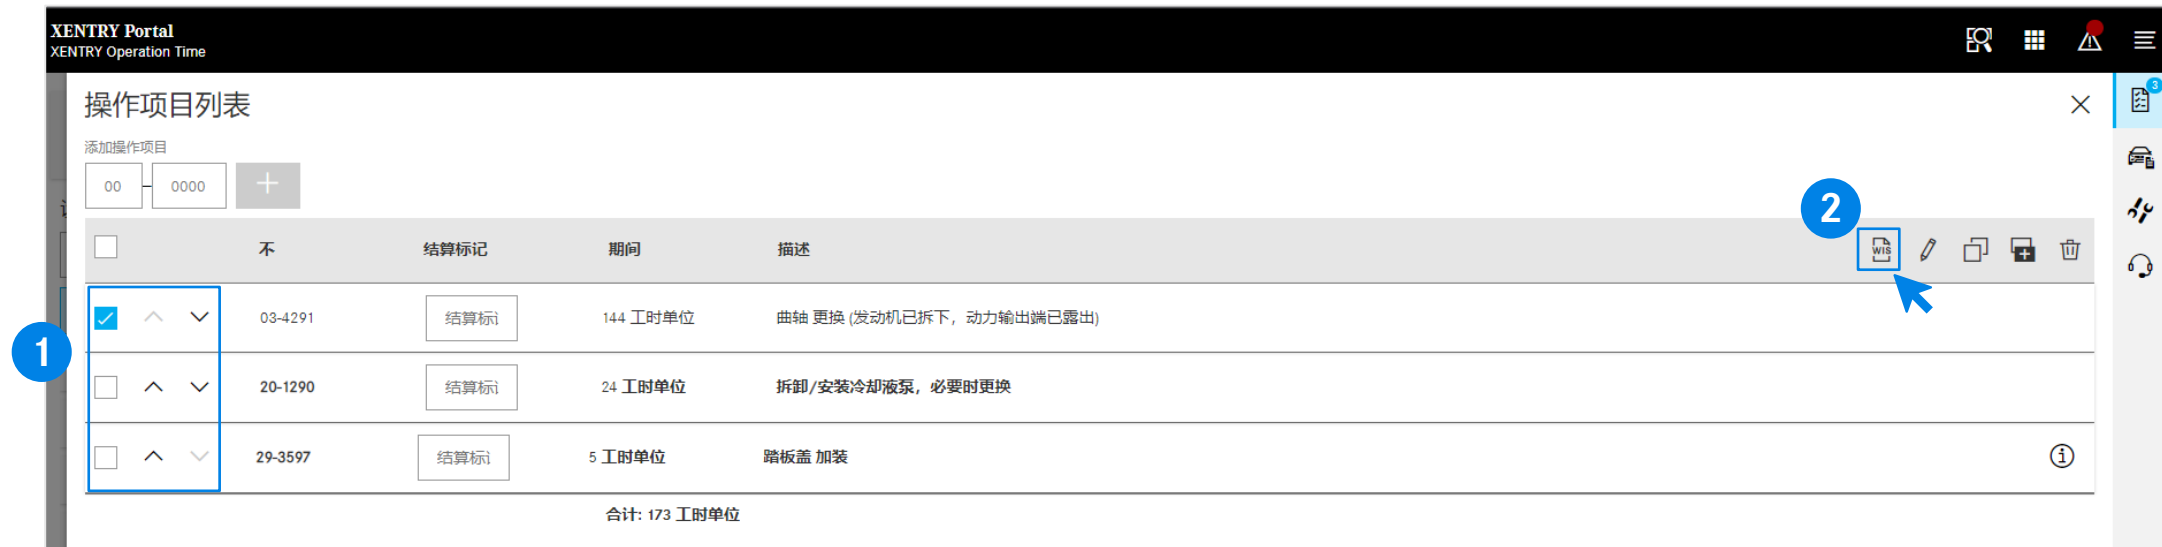 XENTRY Portal
XENTRY Operation Time
操作项目列表
3
添加操作项目
00 - 0000
2
不 结算标记 期间 描述 WIS
1
03-4291 结算标 144 工时单位 曲轴 更换 (发动机已拆下，动力输出端已露出)
20-1290 结算标 24 工时单位 拆卸/安装冷却液泵，必要时更换
29-3597 结算标 5 工时单位 踏板盖 加装
合计: 173 工时单位